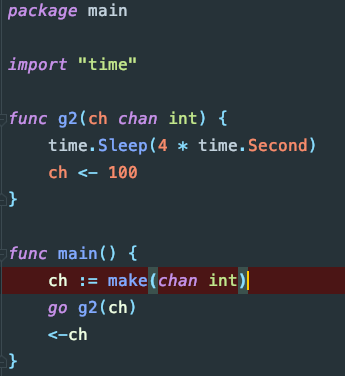 package main
import "time"
func g2(ch chan int) {
    time.Sleep(4 * time.Second)
    ch <- 100
}
func main() {
    ch := make(chan int)
    go g2(ch)
    <-ch
}